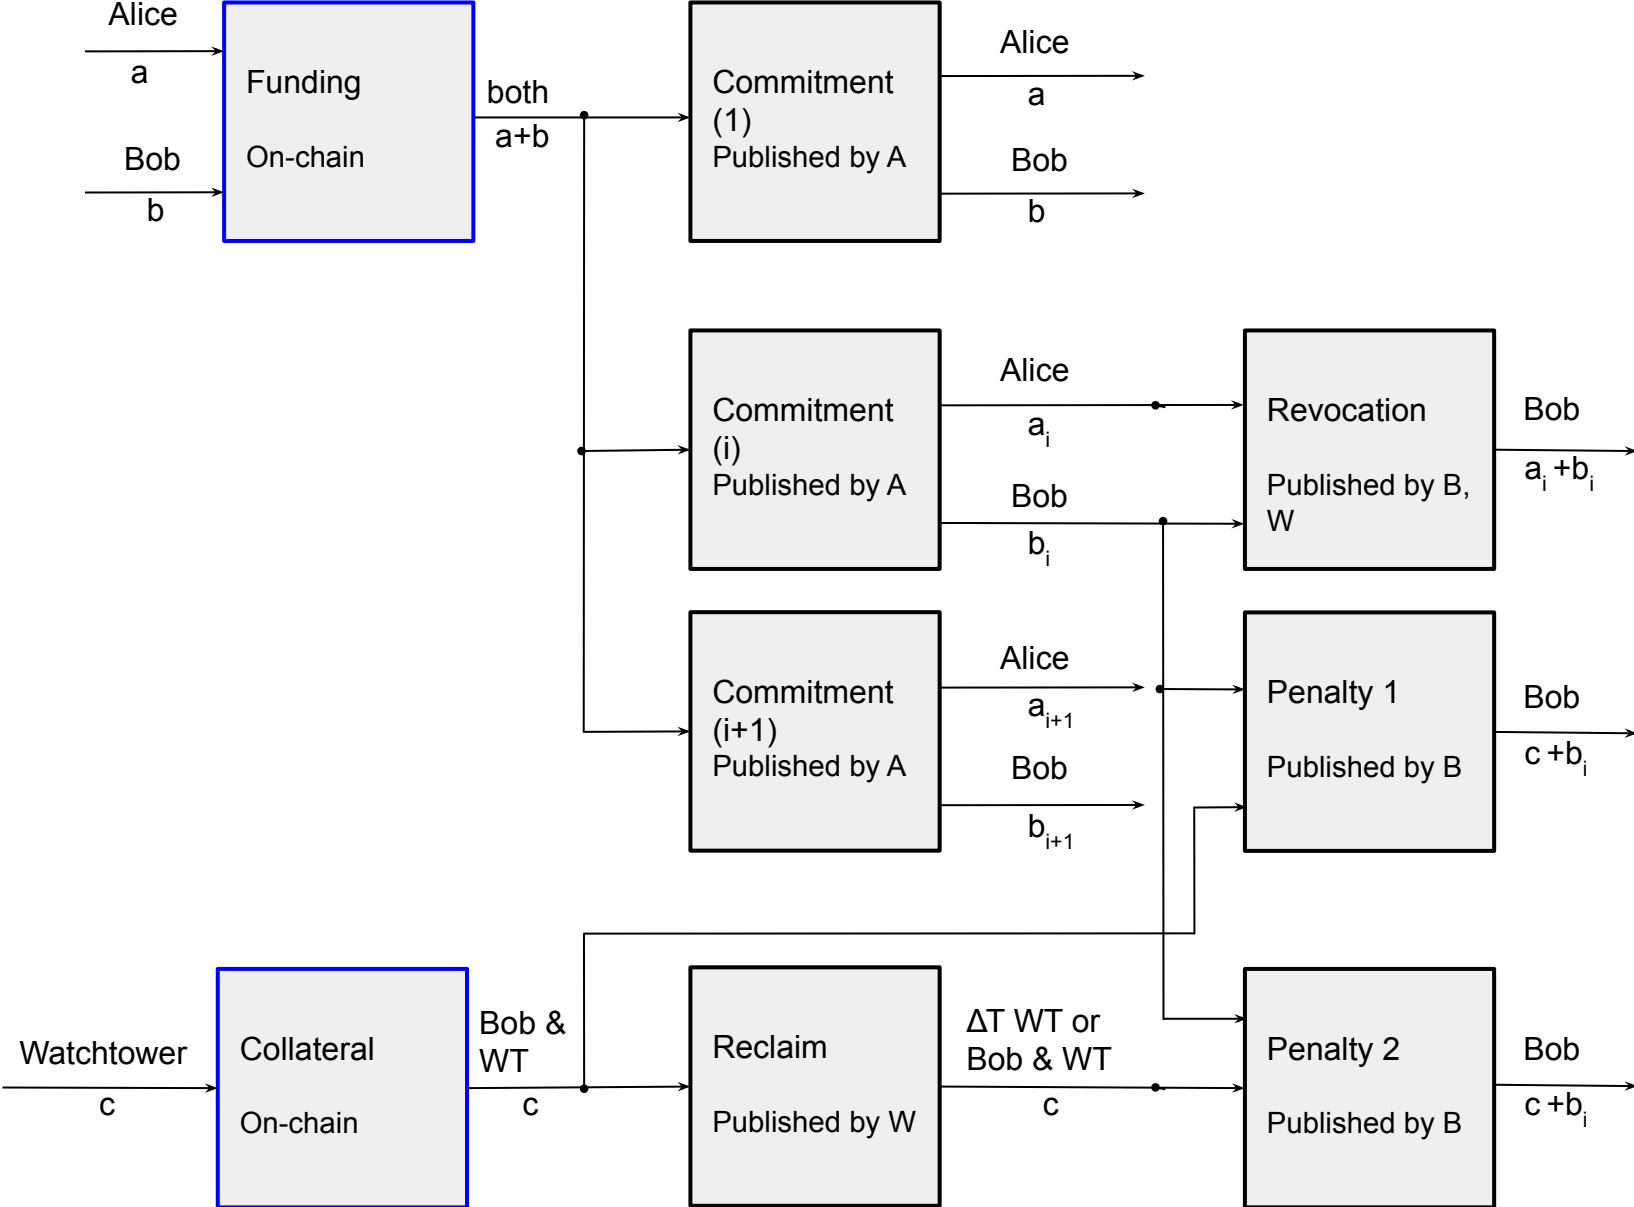 Alice
a
Bob
b
Funding
On-chain
both
a+b
Commitment
(1)
Published by A
Alice
a
Bob
b
Commitment
(i)
Published by A
Alice
a_i
Bob
b_i
Revocation
Published by B,
W
Bob
a_i +b_i
Commitment
(i+1)
Published by A
Alice
a_{i+1}
Bob
b_{i+1}
Penalty 1
Published by B
Bob
c +b_i
Watchtower
c
Collateral
On-chain
Bob &
WT
c
Reclaim
Published by W
ΔT WT or
Bob & WT
c
Penalty 2
Published by B
Bob
c +b_i